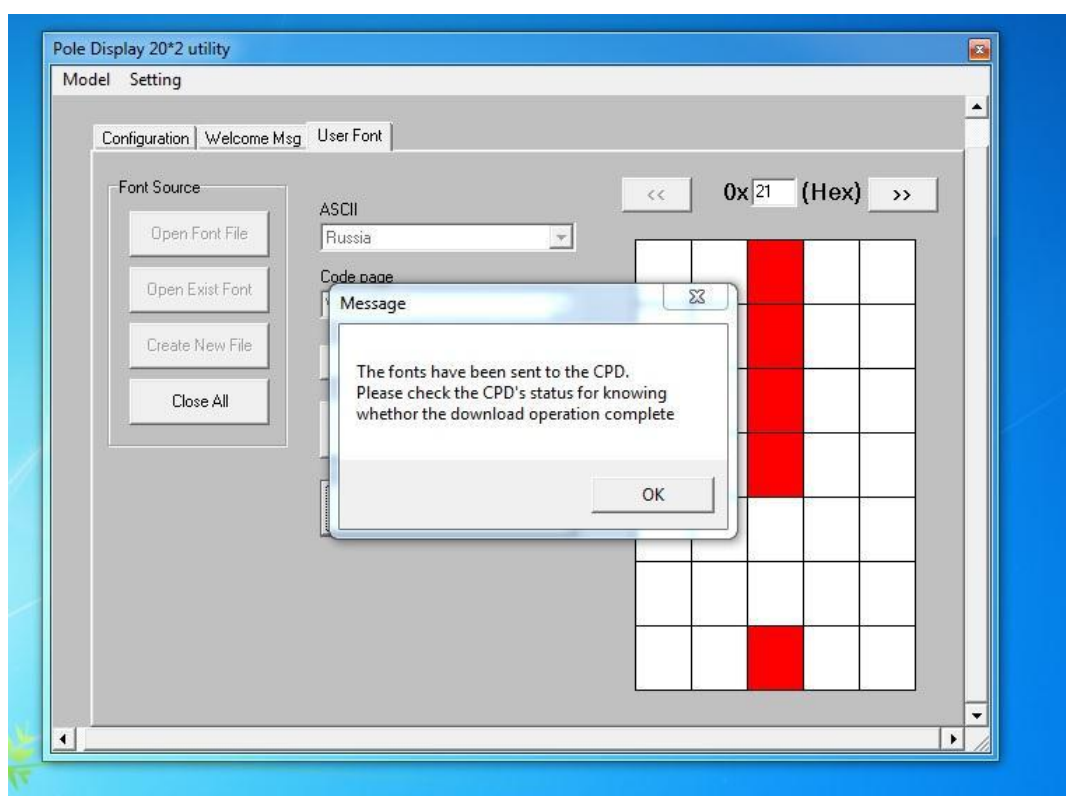 Pole Display 20*2 utility
Model Setting
Configuration Welcome Msg User Font
Font Source
Open Font File
Open Exist Font
Create New File
Close All
ASCII
Russia
Code page
<< 0x 21 (Hex) >>
Message
The fonts have been sent to the CPD.
Please check the CPD's status for knowing
whethor the download operation complete
OK